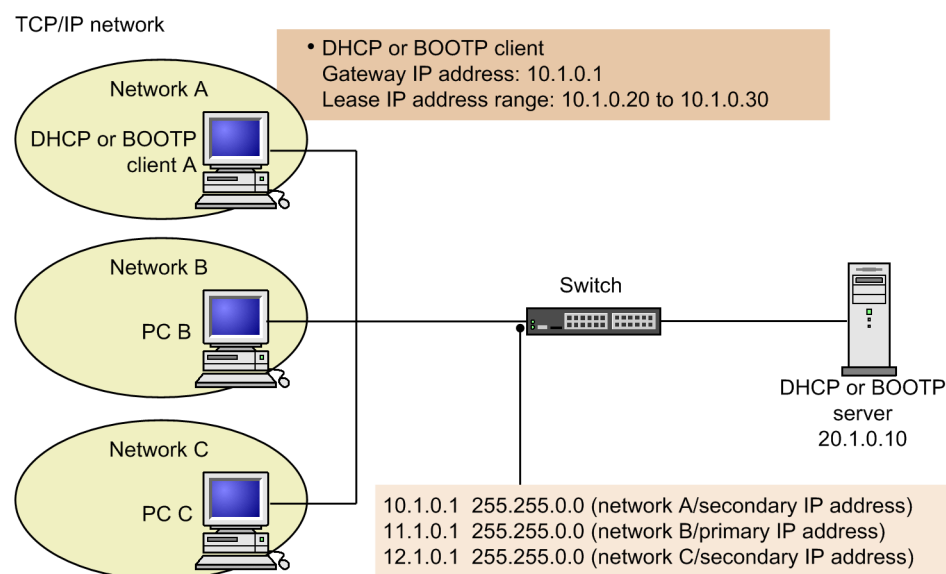 TCP/IP network
• DHCP or BOOTP client
Gateway IP address: 10.1.0.1
Lease IP address range: 10.1.0.20 to 10.1.0.30
Network A
DHCP or BOOTP
client A
Network B
PC B
Switch
DHCP or BOOTP
server
20.1.0.10
Network C
PC C
10.1.0.1 255.255.0.0 (network A/secondary IP address)
11.1.0.1 255.255.0.0 (network B/primary IP address)
12.1.0.1 255.255.0.0 (network C/secondary IP address)